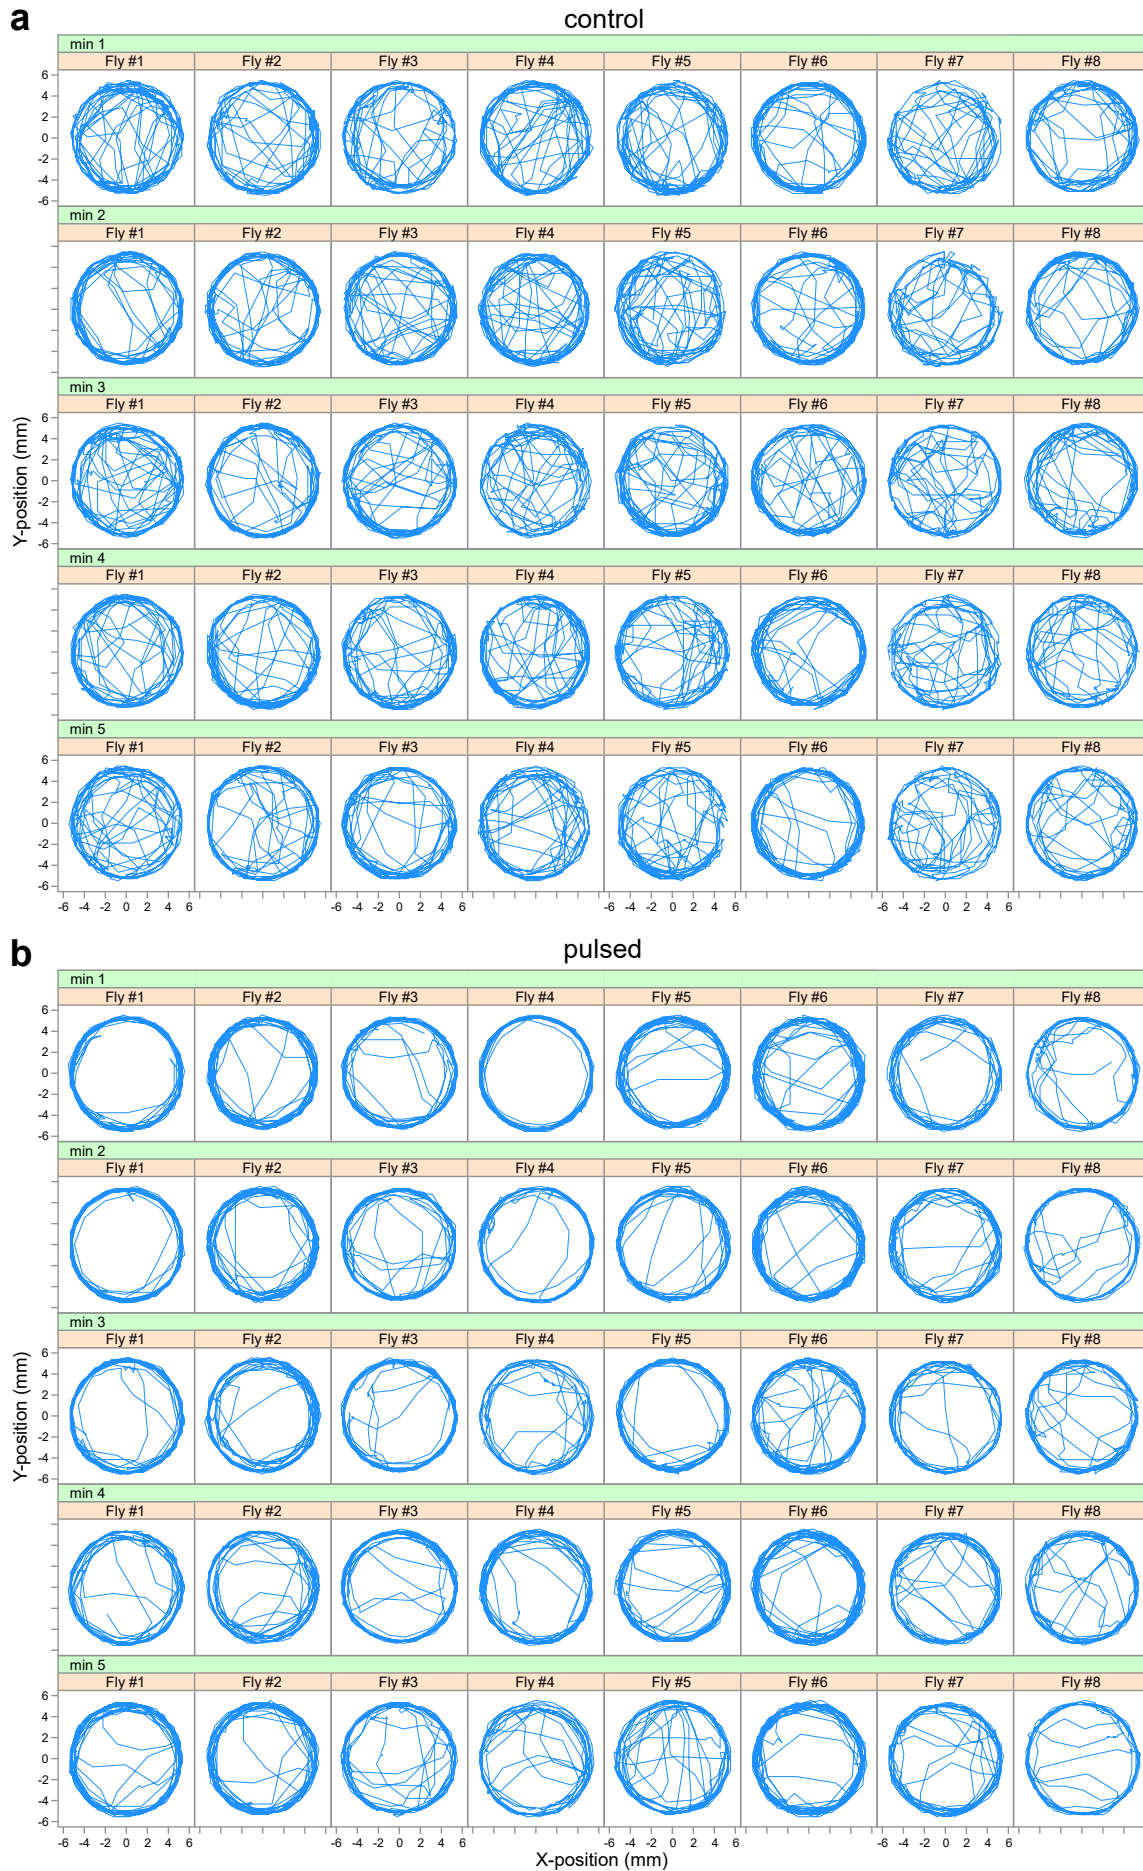 a control
min 1
Fly #1 Fly #2 Fly #3 Fly #4 Fly #5 Fly #6 Fly #7 Fly #8
6
4
2
0
-2
-4
-6
min 2
Fly #1 Fly #2 Fly #3 Fly #4 Fly #5 Fly #6 Fly #7 Fly #8
min 3
Fly #1 Fly #2 Fly #3 Fly #4 Fly #5 Fly #6 Fly #7 Fly #8
6
4
2
0
-2
-4
-6
Y-position (mm)
min 4
Fly #1 Fly #2 Fly #3 Fly #4 Fly #5 Fly #6 Fly #7 Fly #8
min 5
Fly #1 Fly #2 Fly #3 Fly #4 Fly #5 Fly #6 Fly #7 Fly #8
6
4
2
0
-2
-4
-6
-6 -4 -2 0 2 4 6 -6 -4 -2 0 2 4 6 -6 -4 -2 0 2 4 6 -6 -4 -2 0 2 4 6
b pulsed
min 1
Fly #1 Fly #2 Fly #3 Fly #4 Fly #5 Fly #6 Fly #7 Fly #8
6
4
2
0
-2
-4
-6
min 2
Fly #1 Fly #2 Fly #3 Fly #4 Fly #5 Fly #6 Fly #7 Fly #8
min 3
Fly #1 Fly #2 Fly #3 Fly #4 Fly #5 Fly #6 Fly #7 Fly #8
6
4
2
0
-2
-4
-6
Y-position (mm)
min 4
Fly #1 Fly #2 Fly #3 Fly #4 Fly #5 Fly #6 Fly #7 Fly #8
min 5
Fly #1 Fly #2 Fly #3 Fly #4 Fly #5 Fly #6 Fly #7 Fly #8
6
4
2
0
-2
-4
-6
-6 -4 -2 0 2 4 6 -6 -4 -2 0 2 4 6 -6 -4 -2 0 2 4 6 -6 -4 -2 0 2 4 6
X-position (mm)